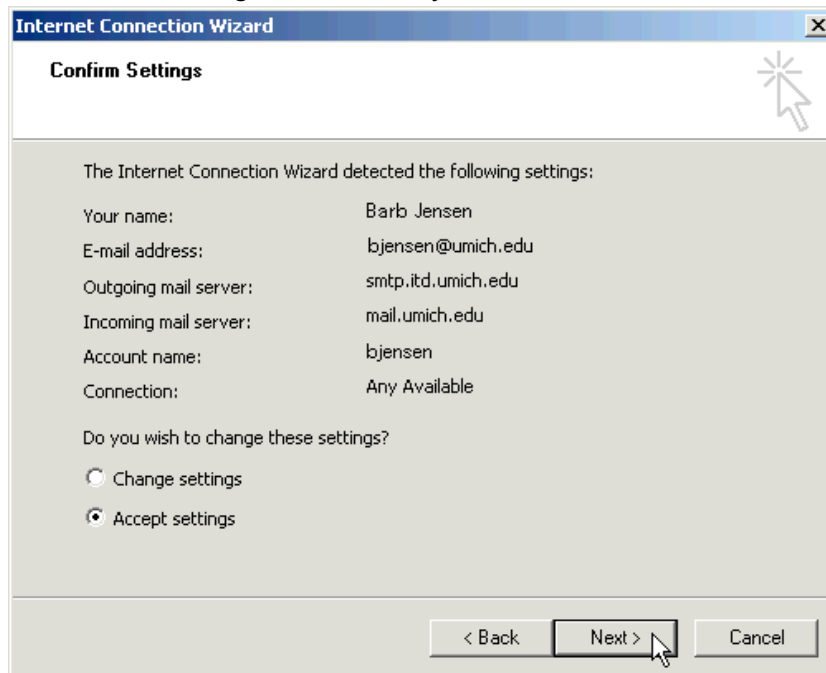 Internet Connection Wizard
Confirm Settings
The Internet Connection Wizard detected the following settings:
Your name: Barb Jensen
E-mail address: bjensen@umich.edu
Outgoing mail server: smtp.itd.umich.edu
Incoming mail server: mail.umich.edu
Account name: bjensen
Connection: Any Available
Do you wish to change these settings?
Change settings
Accept settings
< Back Next > Cancel